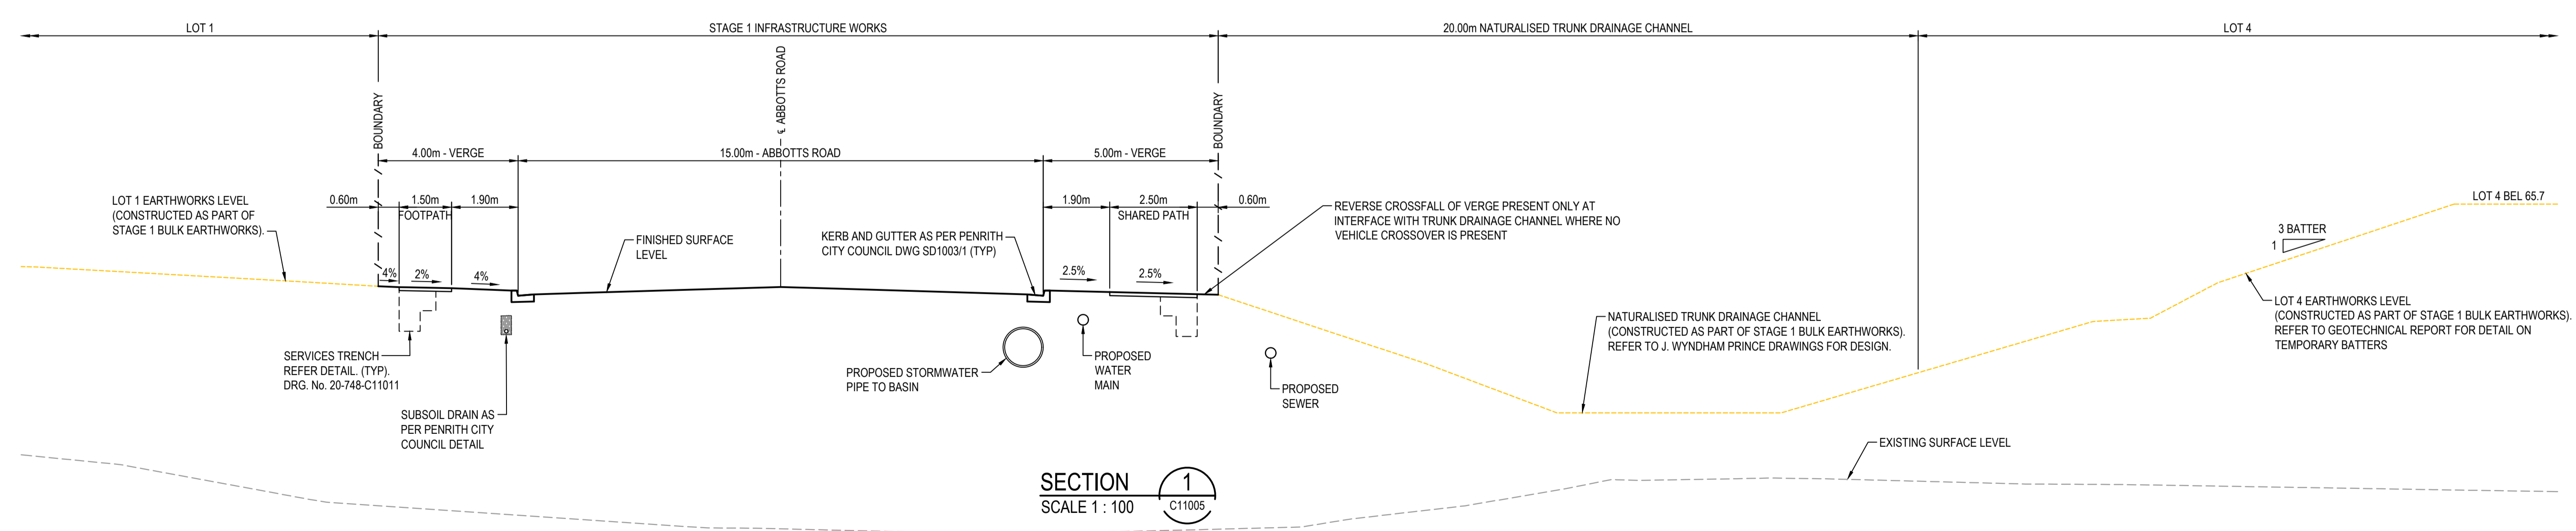 LOT 1
STAGE 1 INFRASTRUCTURE WORKS
20.00m NATURALISED TRUNK DRAINAGE CHANNEL
LOT 4
BOUNDARY
℄ ABBOTTS ROAD
BOUNDARY
4.00m - VERGE
15.00m - ABBOTTS ROAD
5.00m - VERGE
0.60m
1.50m
FOOTPATH
1.90m
1.90m
2.50m
SHARED PATH
0.60m
LOT 1 EARTHWORKS LEVEL
(CONSTRUCTED AS PART OF
STAGE 1 BULK EARTHWORKS).
FINISHED SURFACE
LEVEL
KERB AND GUTTER AS PER PENRITH
CITY COUNCIL DWG SD1003/1 (TYP)
REVERSE CROSSFALL OF VERGE PRESENT ONLY AT
INTERFACE WITH TRUNK DRAINAGE CHANNEL WHERE NO
VEHICLE CROSSOVER IS PRESENT
LOT 4 BEL 65.7
3 BATTER
1
4%
2%
4%
2.5%
2.5%
LOT 4 EARTHWORKS LEVEL
(CONSTRUCTED AS PART OF STAGE 1 BULK EARTHWORKS).
REFER TO GEOTECHNICAL REPORT FOR DETAIL ON
TEMPORARY BATTERS
NATURALISED TRUNK DRAINAGE CHANNEL
(CONSTRUCTED AS PART OF STAGE 1 BULK EARTHWORKS).
REFER TO J. WYNDHAM PRINCE DRAWINGS FOR DESIGN.
SERVICES TRENCH
REFER DETAIL. (TYP).
DRG. No. 20-748-C11011
SUBSOIL DRAIN AS
PER PENRITH CITY
COUNCIL DETAIL
PROPOSED STORMWATER
PIPE TO BASIN
PROPOSED
WATER
MAIN
PROPOSED
SEWER
EXISTING SURFACE LEVEL
SECTION
SCALE 1 : 100
1
C11005